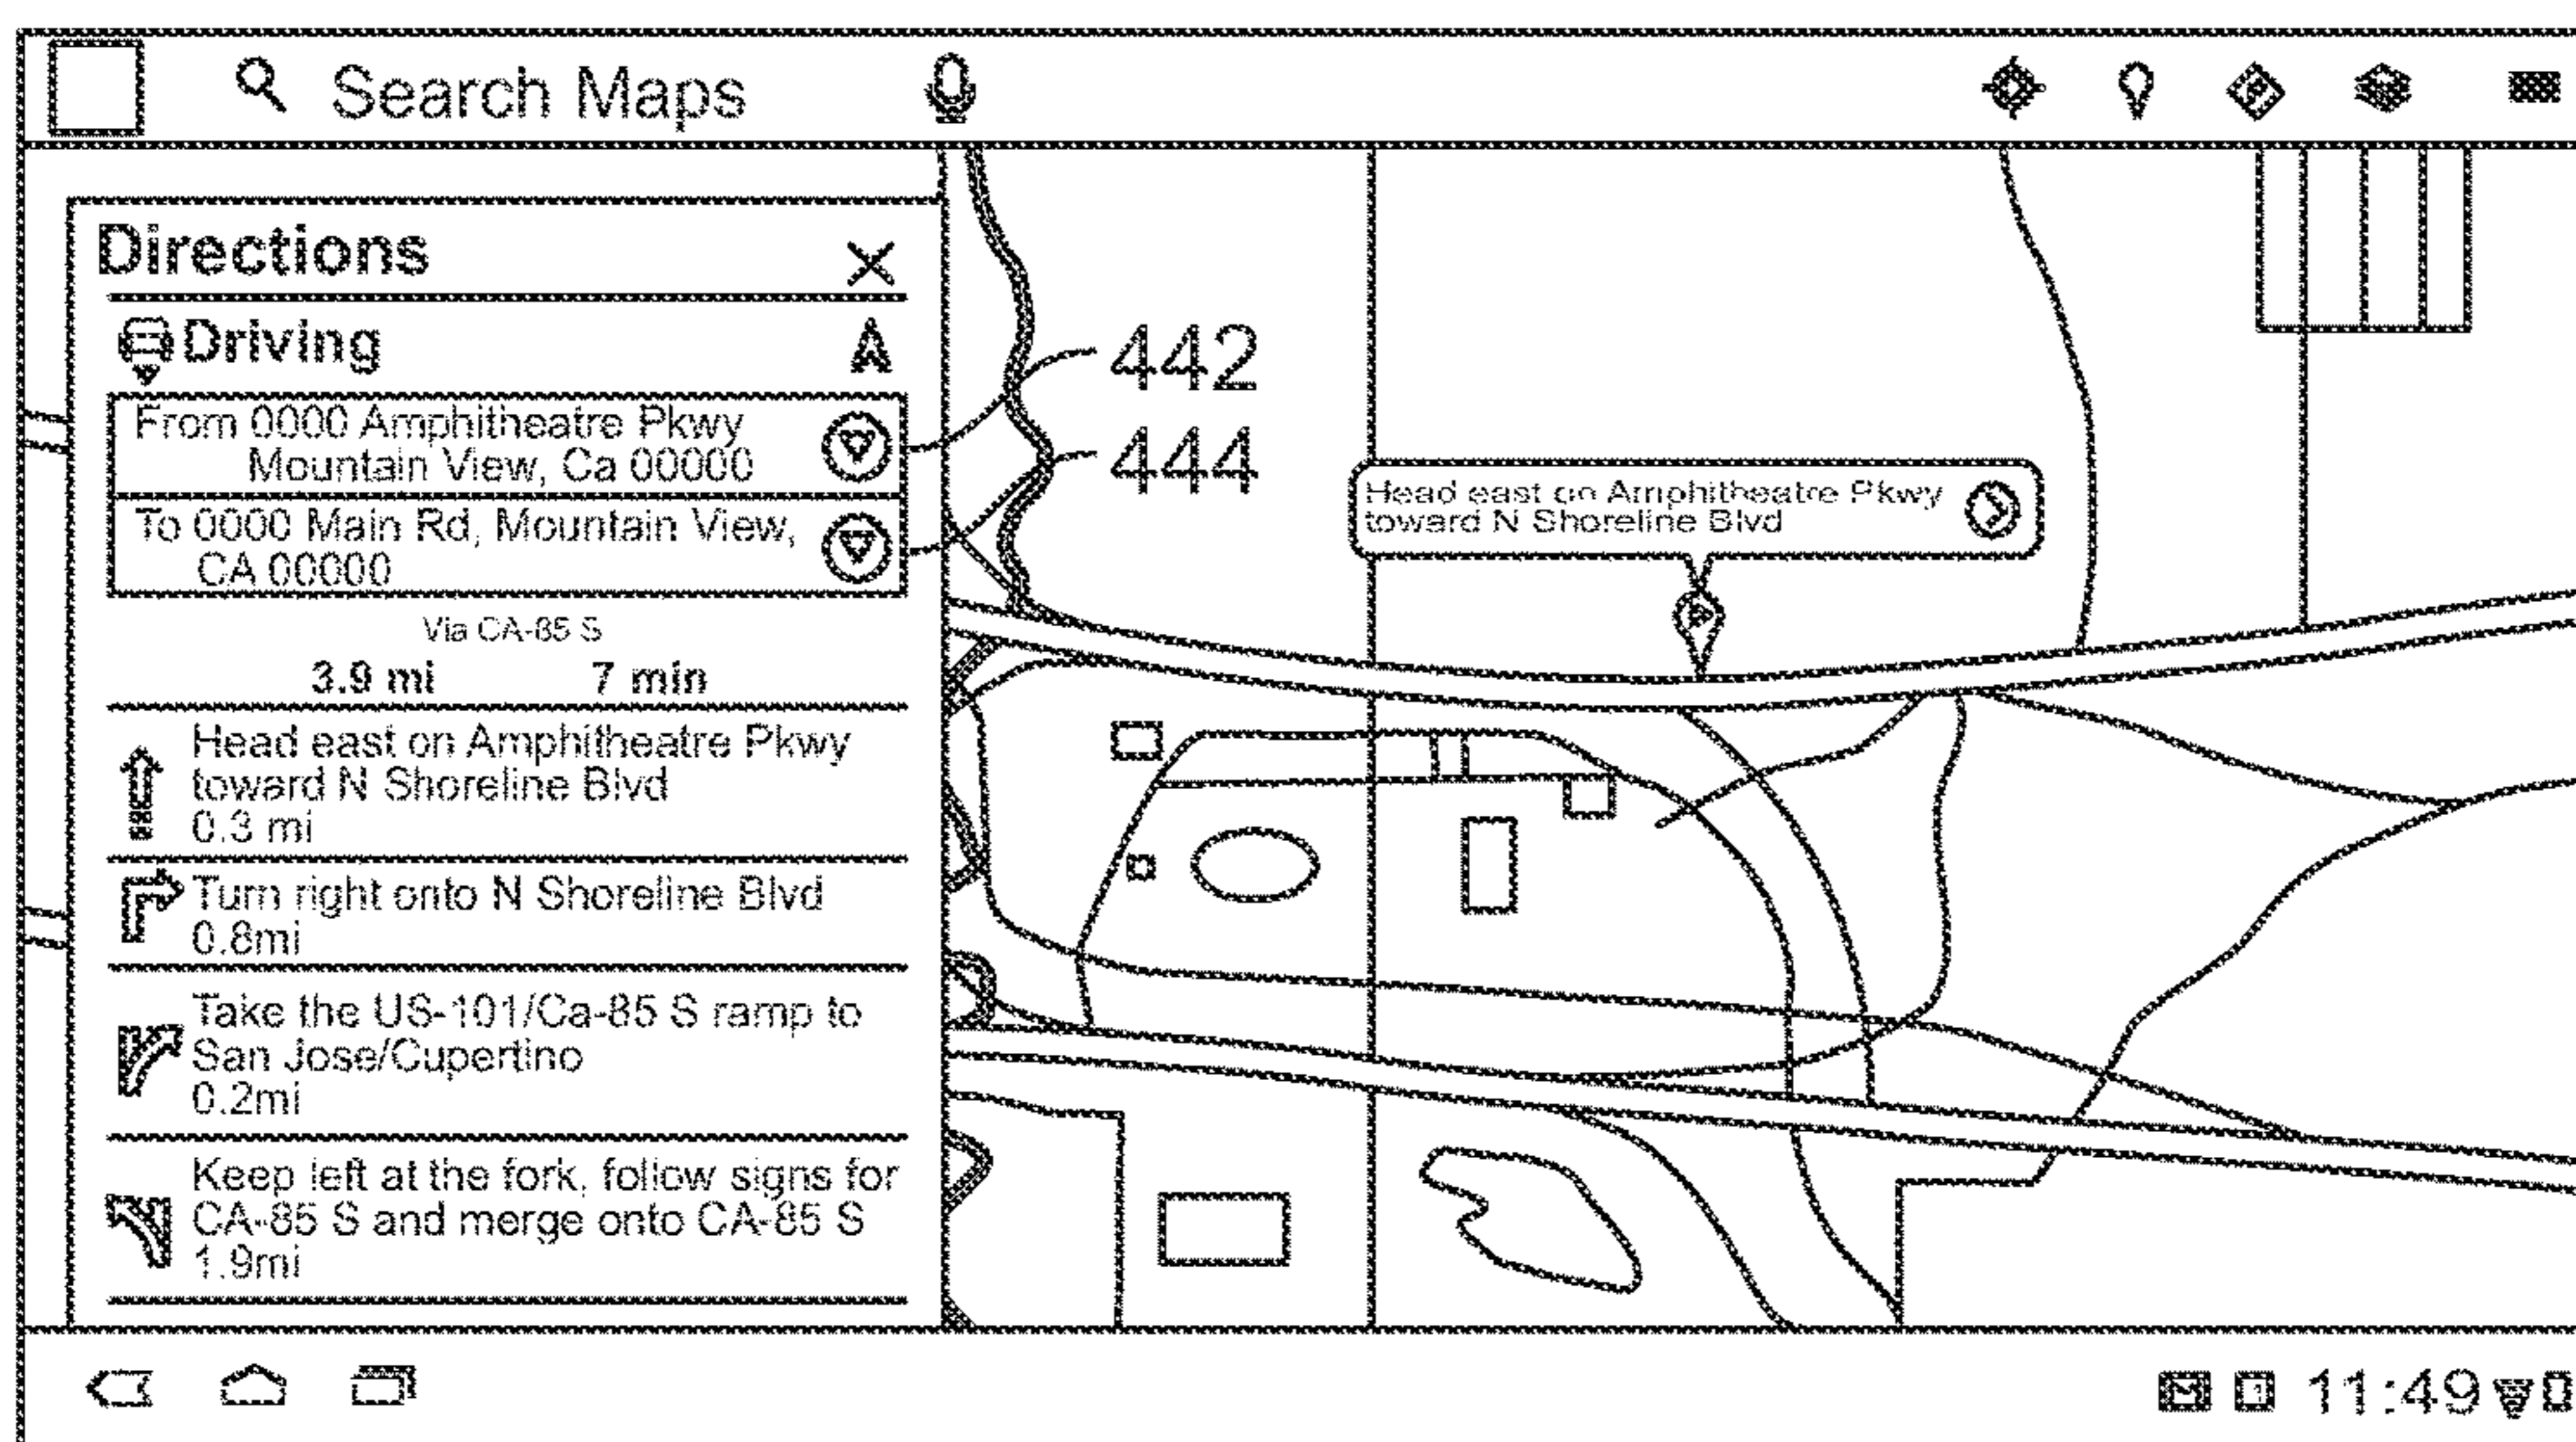 Search Maps
Directions
Driving
From 0000 Amphitheatre Pkwy
Mountain View, Ca 00000
To 0000 Main Rd, Mountain View,
CA 00000
Via CA-85 S
3.9 mi 7 min
Head east on Amphitheatre Pkwy
toward N Shoreline Blvd
0.3 mi
Turn right onto N Shoreline Blvd
0.8mi
Take the US-101/Ca-85 S ramp to
San Jose/Cupertino
0.2mi
Keep left at the fork, follow signs for
CA-85 S and merge onto CA-85 S
1.9mi
442
444
Head east on Amphitheatre Pkwy
toward N Shoreline Blvd
11:49